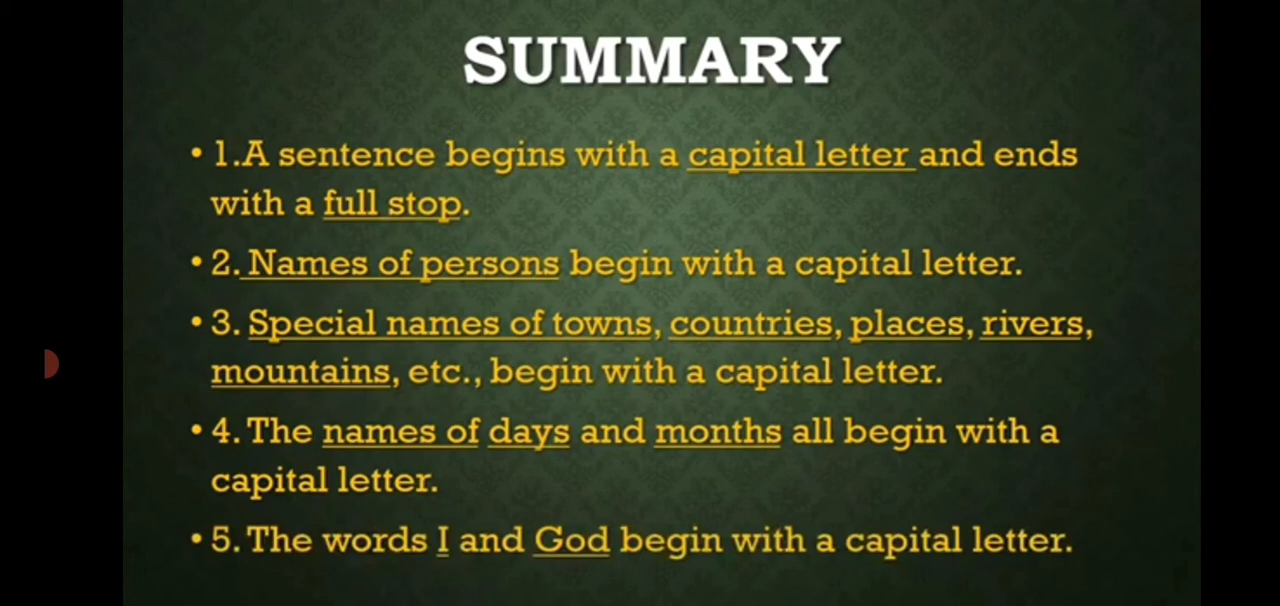 SUMMARY
• 1.A sentence begins with a capital letter and ends
with a full stop.
• 2. Names of persons begin with a capital letter.
• 3. Special names of towns, countries, places, rivers,
mountains, etc., begin with a capital letter.
• 4. The names of days and months all begin with a
capital letter.
• 5. The words I and God begin with a capital letter.